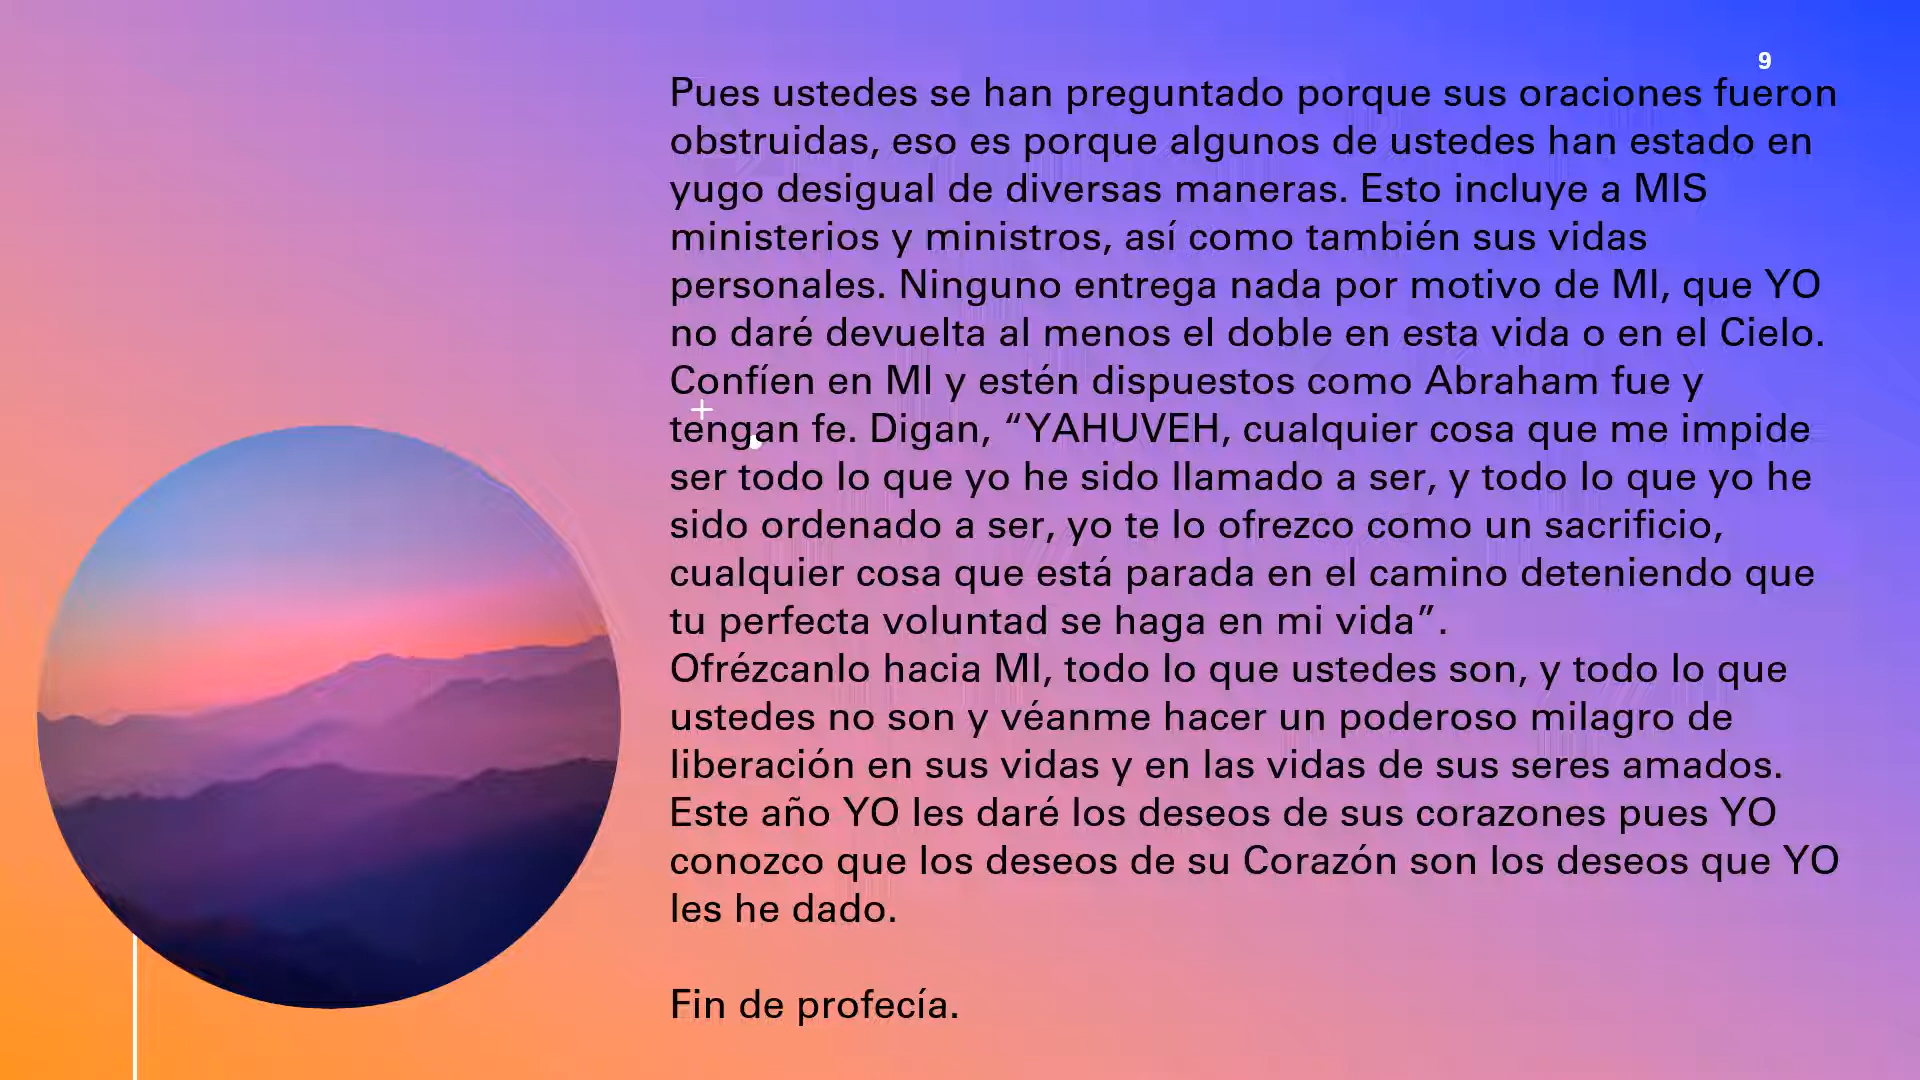 9
Pues ustedes se han preguntado porque sus oraciones fueron
obstruidas, eso es porque algunos de ustedes han estado en
yugo desigual de diversas maneras. Esto incluye a MIS
ministerios y ministros, así como también sus vidas
personales. Ninguno entrega nada por motivo de MI, que YO
no daré devuelta al menos el doble en esta vida o en el Cielo.
Confíen en MI y estén dispuestos como Abraham fue y
tengan fe. Digan, “YAHUVEH, cualquier cosa que me impide
ser todo lo que yo he sido llamado a ser, y todo lo que yo he
sido ordenado a ser, yo te lo ofrezco como un sacrificio,
cualquier cosa que está parada en el camino deteniendo que
tu perfecta voluntad se haga en mi vida”.
Ofrézcanlo hacia MI, todo lo que ustedes son, y todo lo que
ustedes no son y véanme hacer un poderoso milagro de
liberación en sus vidas y en las vidas de sus seres amados.
Este año YO les daré los deseos de sus corazones pues YO
conozco que los deseos de su Corazón son los deseos que YO
les he dado.
Fin de profecía.